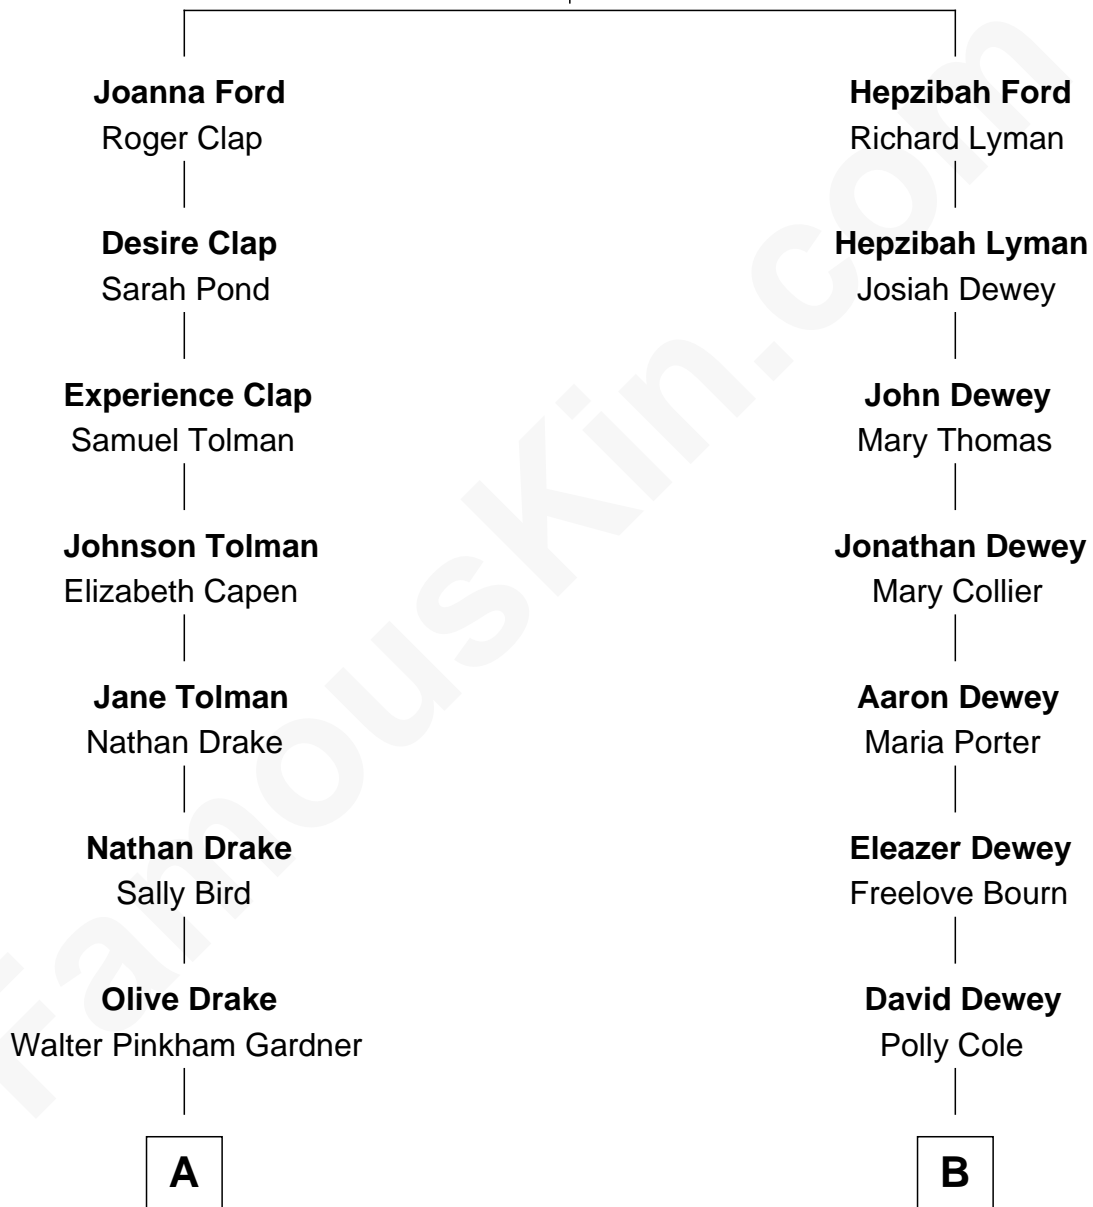 Joanna Ford
Roger Clap
Desire Clap
Sarah Pond
Experience Clap
Samuel Tolman
Johnson Tolman
Elizabeth Capen
Jane Tolman
Nathan Drake
Nathan Drake
Sally Bird
Olive Drake
Walter Pinkham Gardner
A
Hepzibah Ford
Richard Lyman
Hepzibah Lyman
Josiah Dewey
John Dewey
Mary Thomas
Jonathan Dewey
Mary Collier
Aaron Dewey
Maria Porter
Eleazer Dewey
Freelove Bourn
David Dewey
Polly Cole
B
FamousKin.com